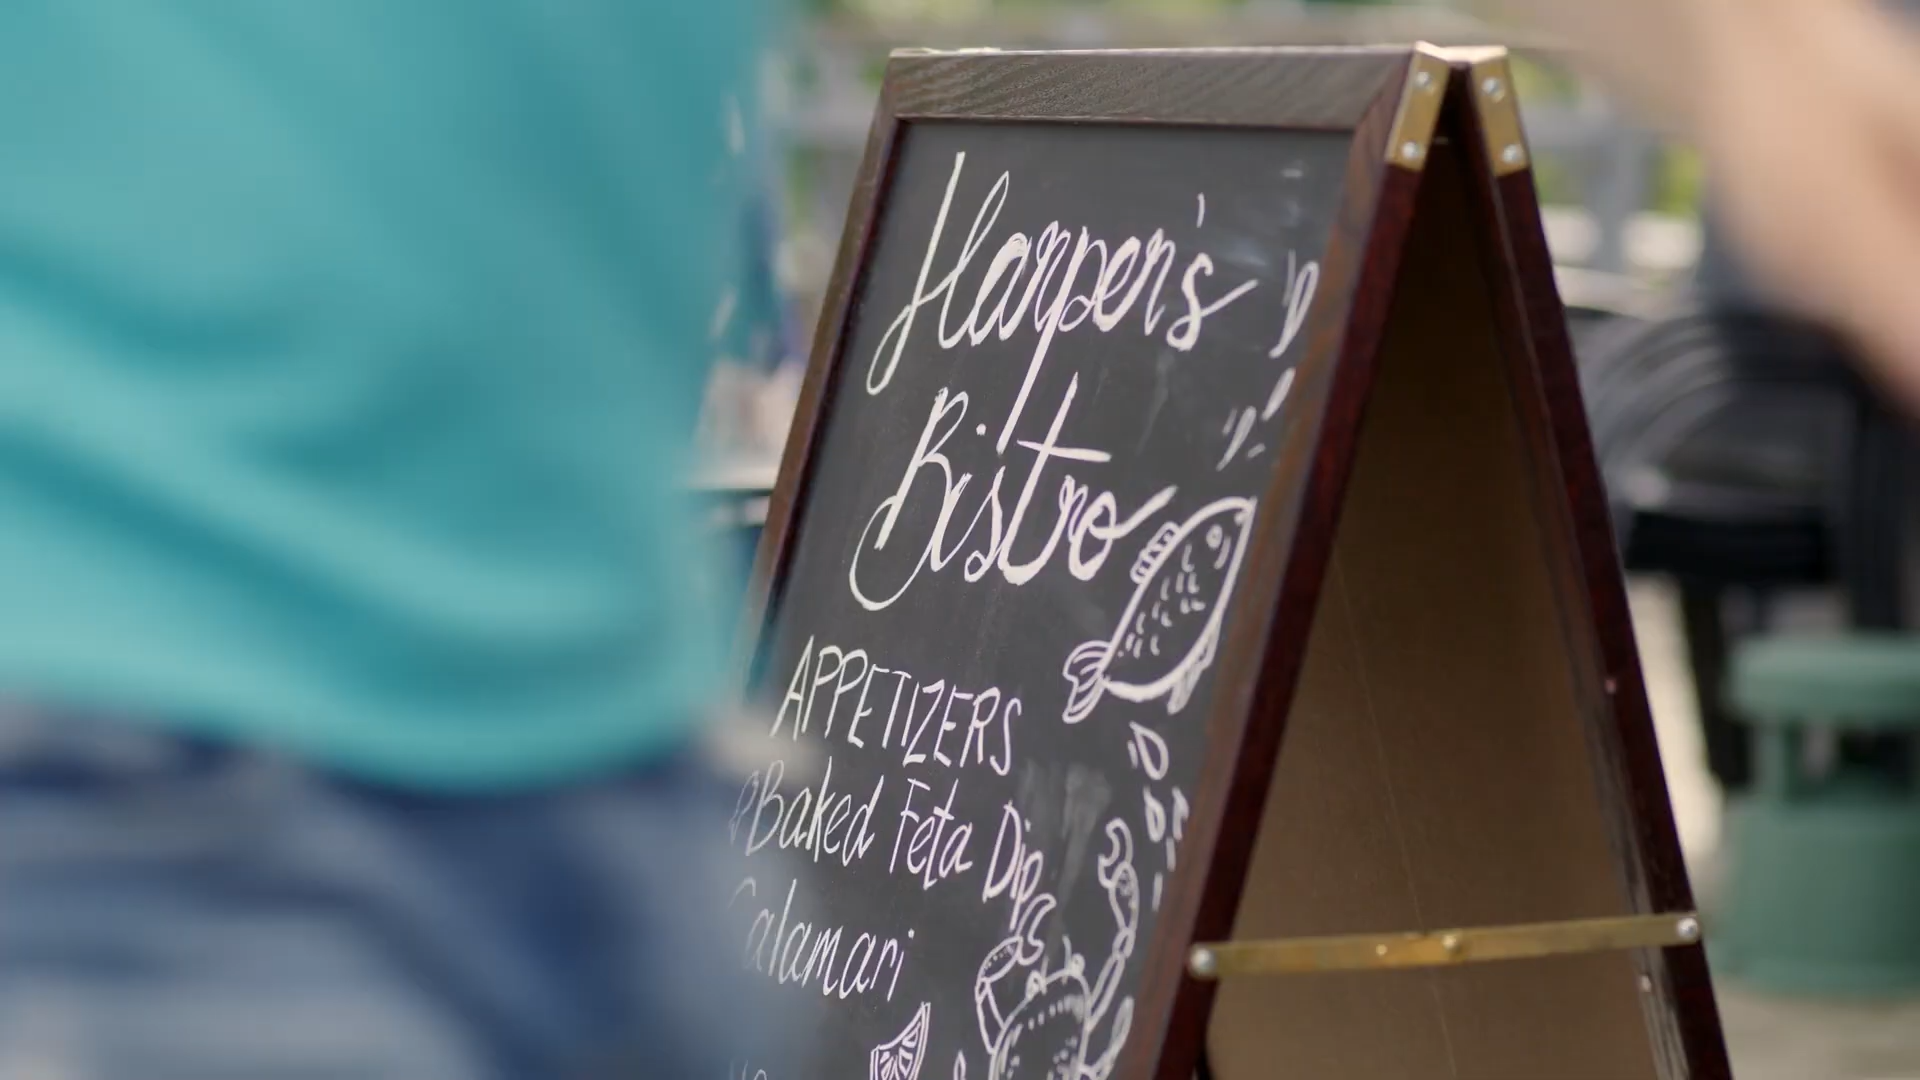 Harper's
Bistro
APPETIZERS
Baked Feta Dip
Calamari